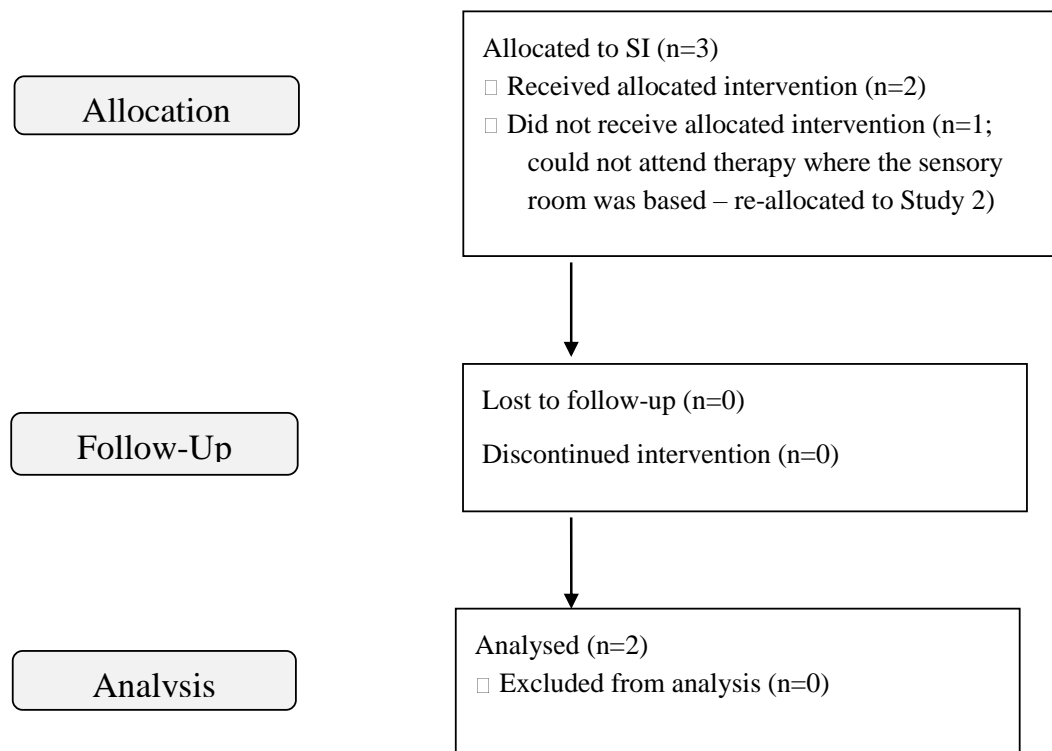 Allocation
Allocated to SI (n=3)
□ Received allocated intervention (n=2)
□ Did not receive allocated intervention (n=1;
could not attend therapy where the sensory
room was based – re-allocated to Study 2)
Follow-Up
Lost to follow-up (n=0)
Discontinued intervention (n=0)
Analysis
Analysed (n=2)
□ Excluded from analysis (n=0)